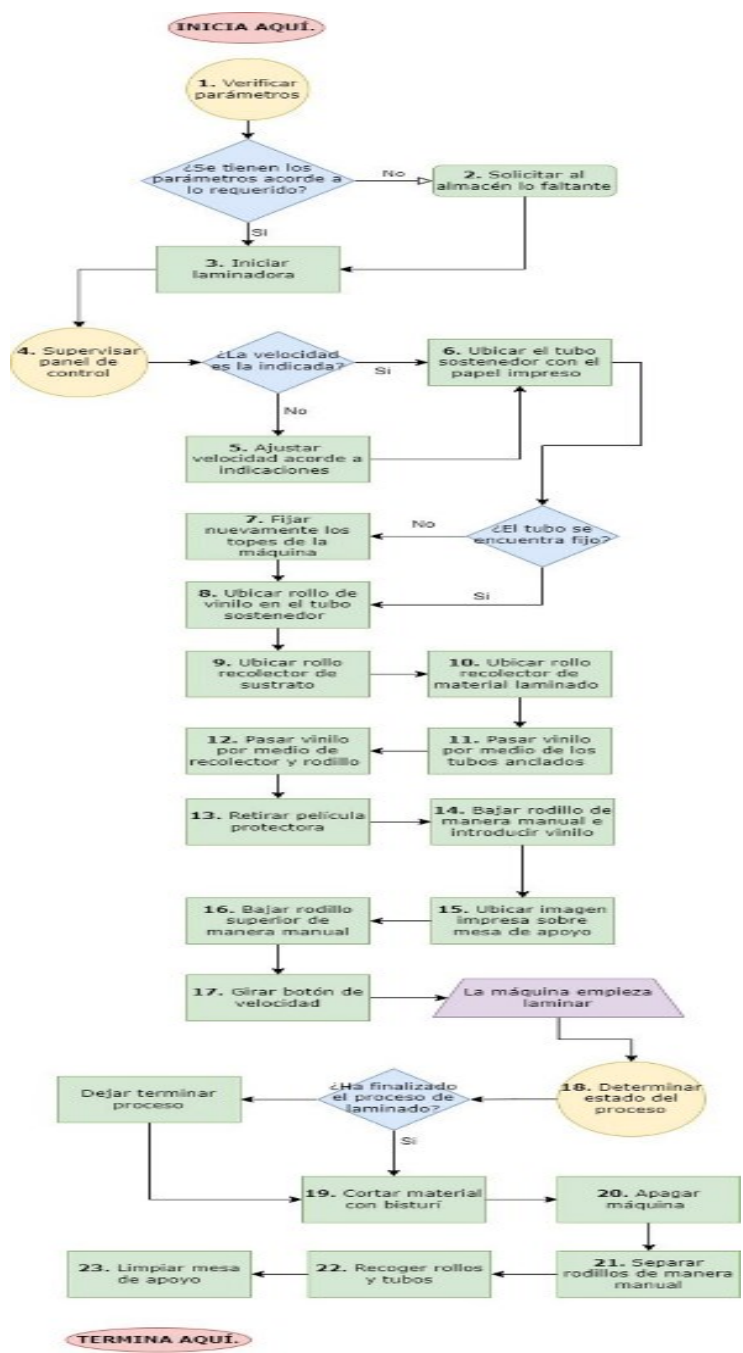 INICIA AQUÍ.
1. Verificar
parámetros
¿Se tienen los
parámetros acorde a
lo requerido?
No
2. Solicitar al
almacén lo faltante
Si
3. Iniciar
laminadora
4. Supervisar
panel de
control
¿La velocidad
es la indicada?
Si
6. Ubicar el tubo
sostenedor con el
papel impreso
No
5. Ajustar
velocidad acorde a
indicaciones
7. Fijar
nuevamente los
topes de la
máquina
No
¿El tubo se
encuentra fijo?
Si
8. Ubicar rollo de
vinilo en el tubo
sostenedor
9. Ubicar rollo
recolector de
sustrato
10. Ubicar rollo
recolector de
material laminado
12. Pasar vinilo
por medio de
recolector y rodillo
11. Pasar vinilo
por medio de los
tubos anclados
13. Retirar película
protectora
14. Bajar rodillo de
manera manual e
introducir vinilo
16. Bajar rodillo
superior de
manera manual
15. Ubicar imagen
impresa sobre
mesa de apoyo
17. Girar botón de
velocidad
La máquina empieza
laminar
Dejar terminar
proceso
¿Ha finalizado
el proceso de
laminado?
18. Determinar
estado del
proceso
Si
19. Cortar material
con bisturí
20. Apagar
máquina
23. Limpiar mesa
de apoyo
22. Recoger rollos
y tubos
21. Separar
rodillos de manera
manual
TERMINA AQUÍ.